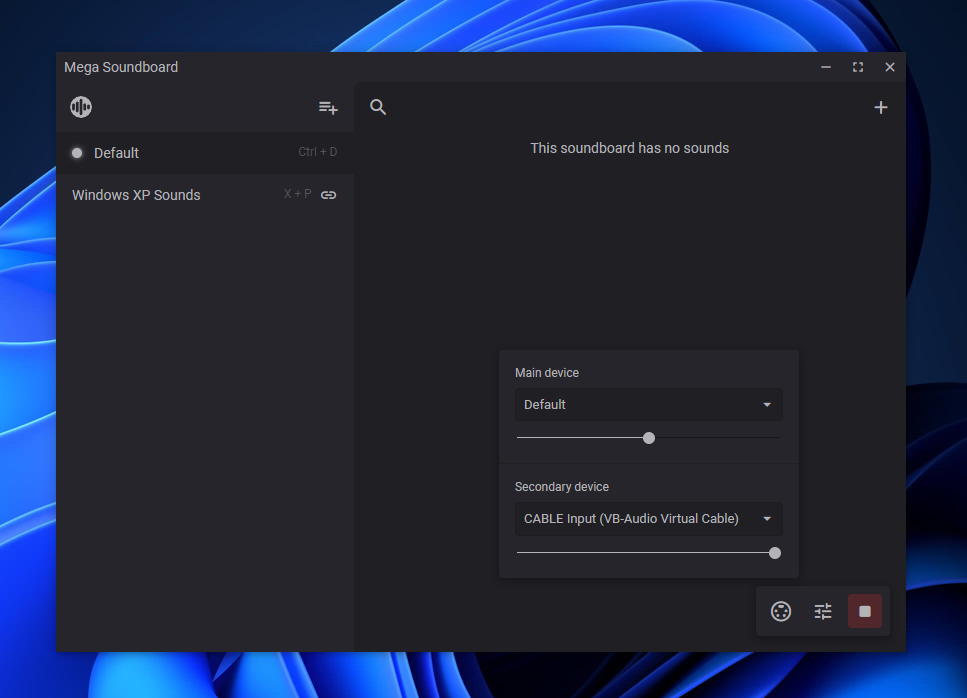 Mega Soundboard
Default
Ctrl + D
Windows XP Sounds
X + P
This soundboard has no sounds
Main device
Default
Secondary device
CABLE Input (VB-Audio Virtual Cable)